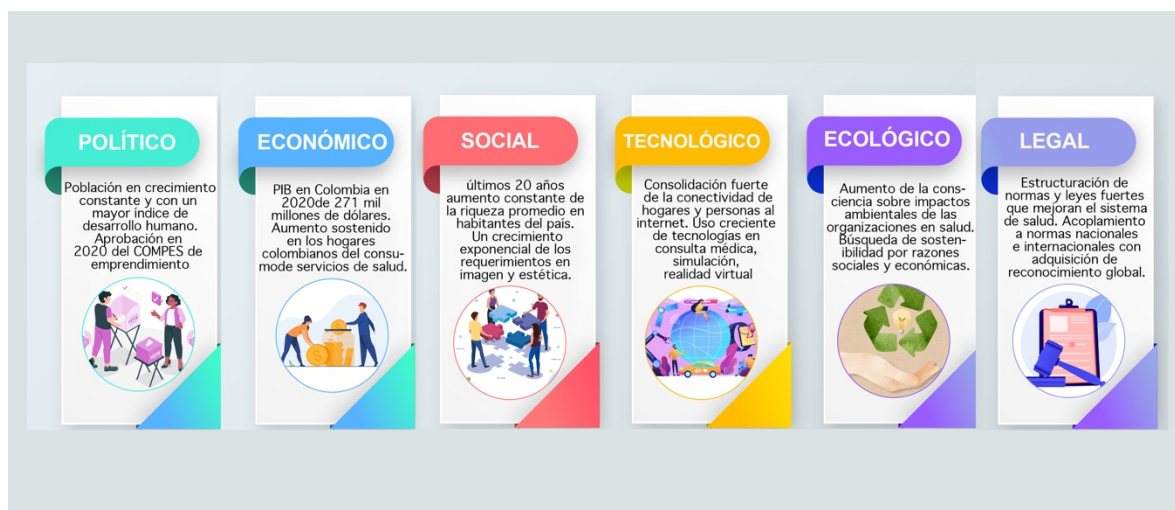 POLÍTICO
Población en crecimiento
constante y con un
mayor índice de
desarrollo humano.
Aprobación en
2020 del COMPES de
emprendimiento
ECONÓMICO
PIB en Colombia en
2020de 271 mil
millones de dólares.
Aumento sostenido
en los hogares
colombianos del consu-
mode servicios de salud.
SOCIAL
últimos 20 años
aumento constante de
la riqueza promedio en
habitantes del país.
Un crecimiento
exponencial de los
requerimientos en
imagen y estética.
TECNOLÓGICO
Consolidación fuerte
de la conectividad de
hogares y personas al
internet. Uso creciente
de tecnologías en
consulta médica,
simulación,
realidad virtual
ECOLÓGICO
Aumento de la cons-
ciencia sobre impactos
ambientales de las
organizaciones en salud.
Búsqueda de sosten-
ibilidad por razones
sociales y económicas.
LEGAL
Estructuración de
normas y leyes fuertes
que mejoran el sistema
de salud. Acoplamiento
a normas nacionales
e internacionales con
adquisición de
reconocimiento global.